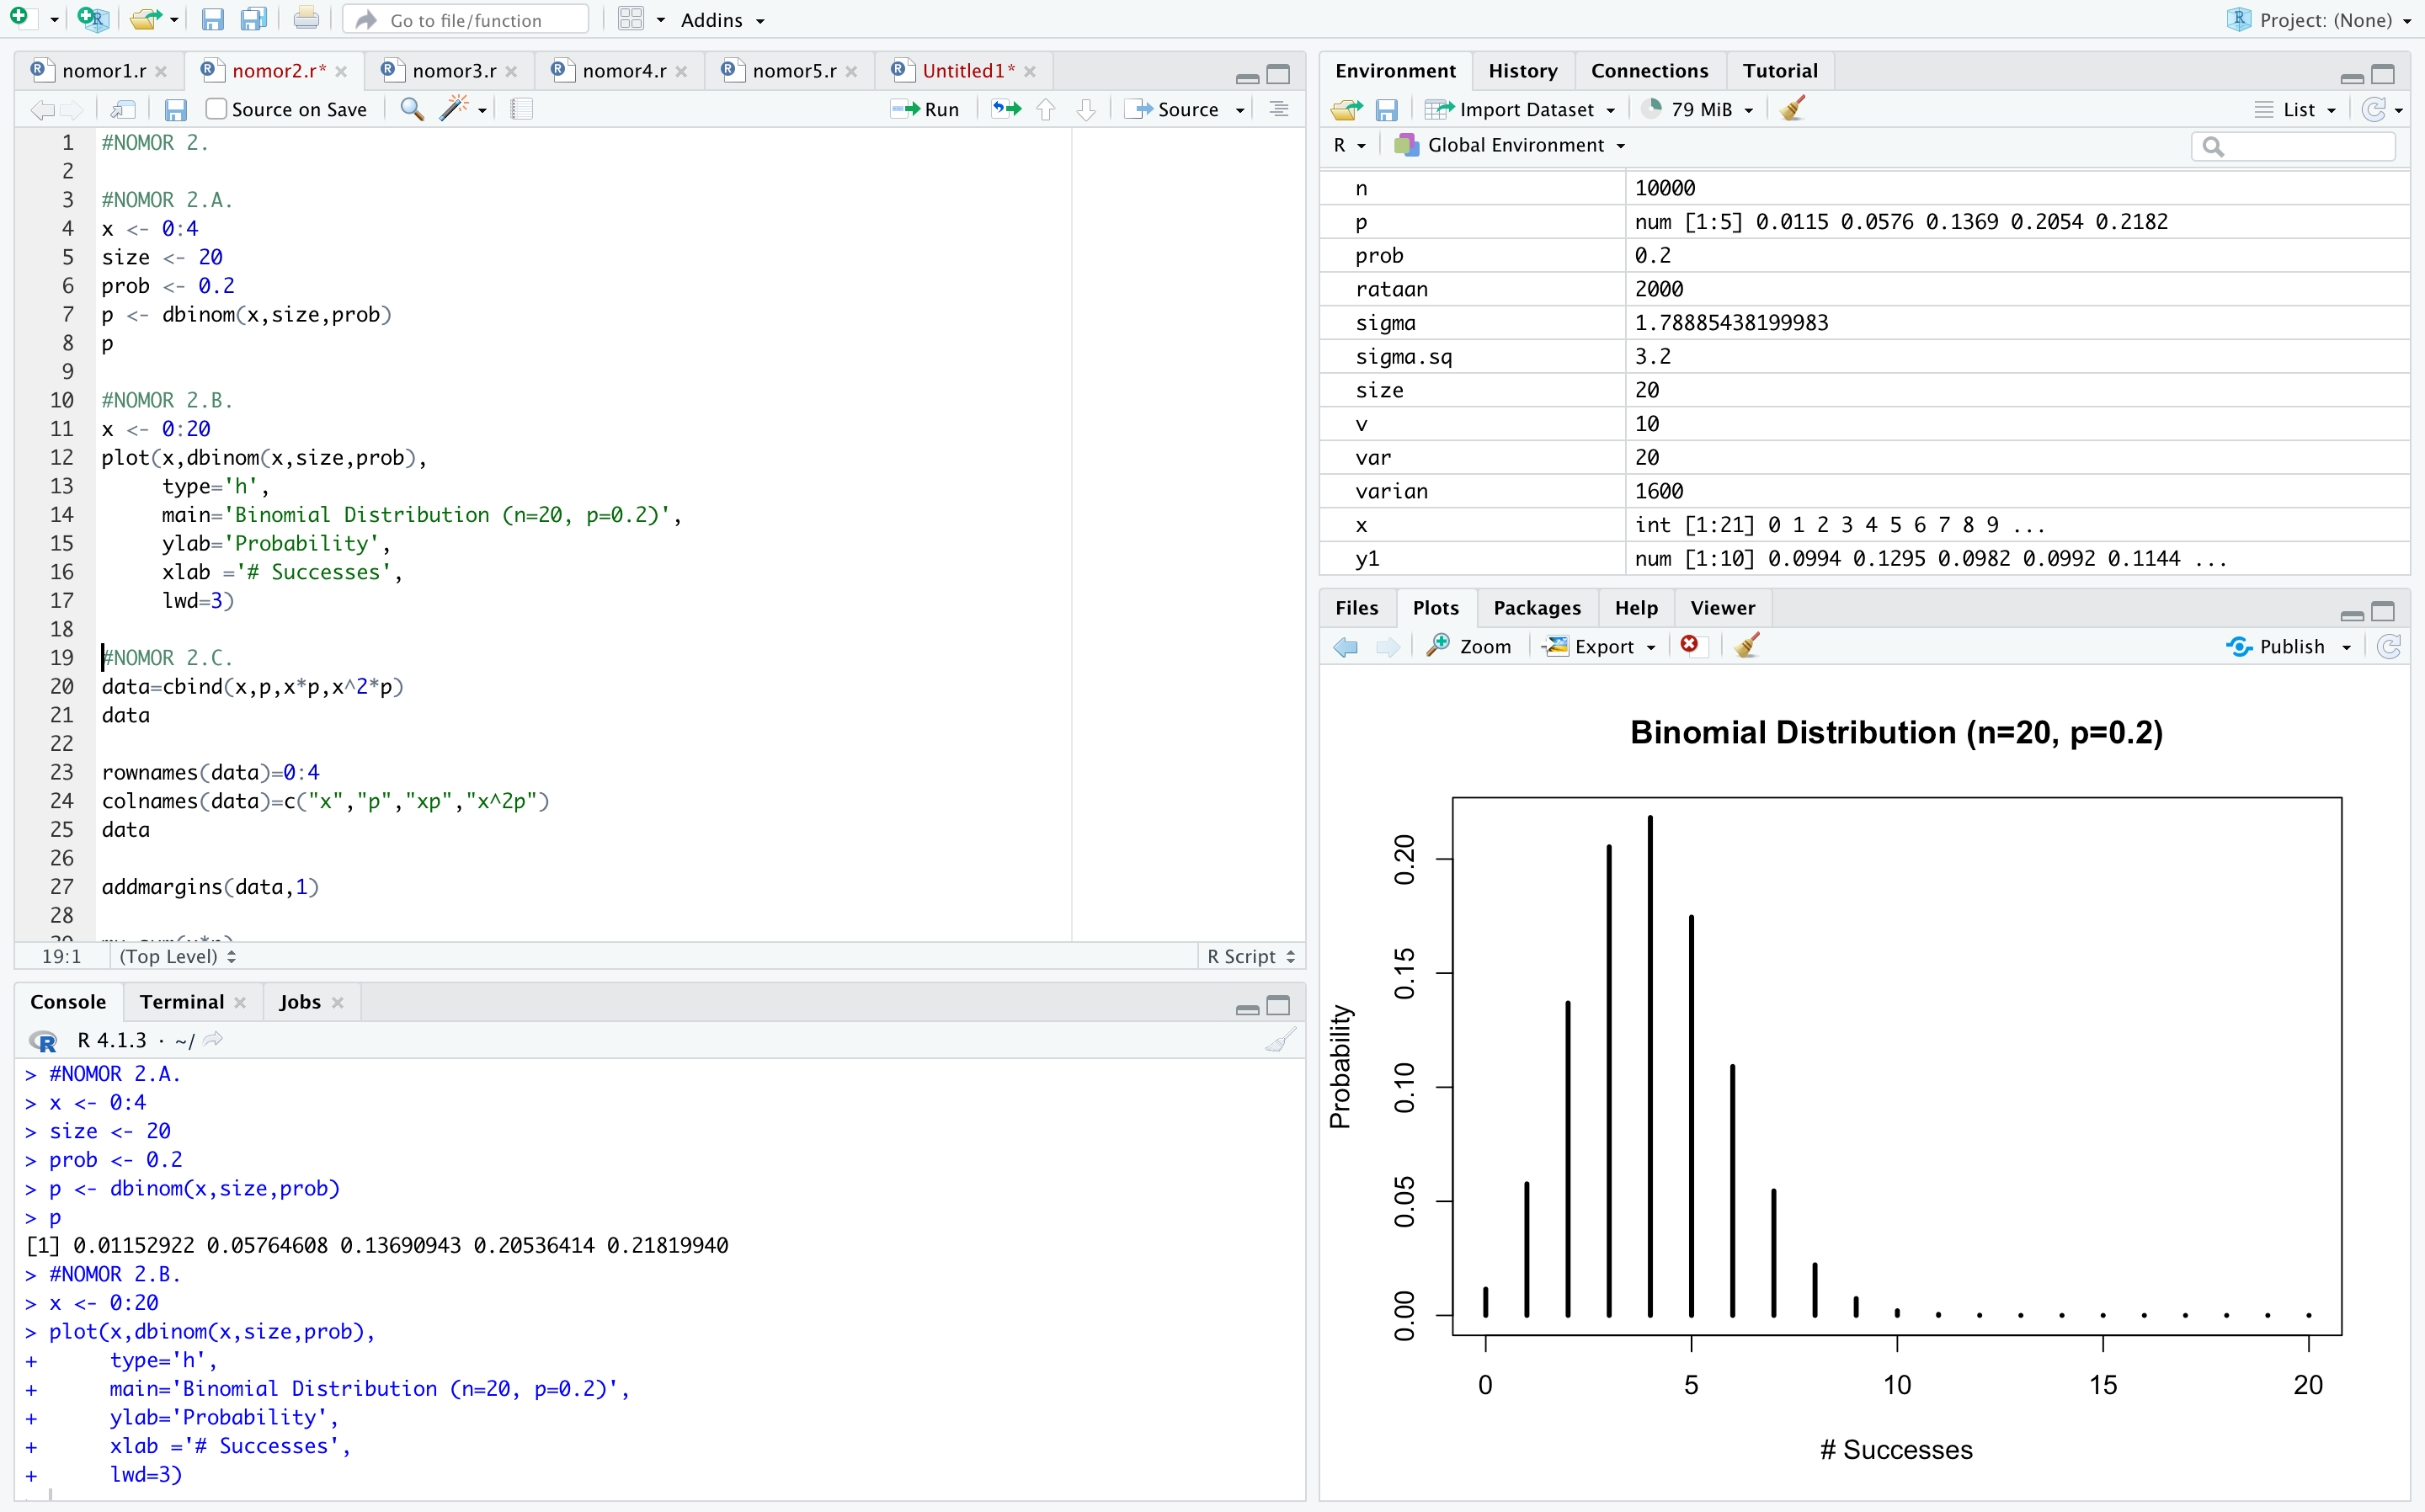 Go to file/function
Addins
Project: (None)
nomor1.r
nomor2.r*
nomor3.r
nomor4.r
nomor5.r
Untitled1*
Source on Save
Run
Source
1 #NOMOR 2.
2
3 #NOMOR 2.A.
4 x <- 0:4
5 size <- 20
6 prob <- 0.2
7 p <- dbinom(x,size,prob)
8 p
9
10 #NOMOR 2.B.
11 x <- 0:20
12 plot(x,dbinom(x,size,prob),
13 type='h',
14 main='Binomial Distribution (n=20, p=0.2)',
15 ylab='Probability',
16 xlab ='# Successes',
17 lwd=3)
18
19 #NOMOR 2.C.
20 data=cbind(x,p,x*p,x^2*p)
21 data
22
23 rownames(data)=0:4
24 colnames(data)=c("x","p","xp","x^2p")
25 data
26
27 addmargins(data,1)
28
19:1 (Top Level) R Script
Console Terminal Jobs
R 4.1.3 · ~/
> #NOMOR 2.A.
> x <- 0:4
> size <- 20
> prob <- 0.2
> p <- dbinom(x,size,prob)
> p
[1] 0.01152922 0.05764608 0.13690943 0.20536414 0.21819940
> #NOMOR 2.B.
> x <- 0:20
> plot(x,dbinom(x,size,prob),
+ type='h',
+ main='Binomial Distribution (n=20, p=0.2)',
+ ylab='Probability',
+ xlab ='# Successes',
+ lwd=3)
Environment History Connections Tutorial
Import Dataset 79 MiB List
R Global Environment
n 10000
p num [1:5] 0.0115 0.0576 0.1369 0.2054 0.2182
prob 0.2
rataan 2000
sigma 1.78885438199983
sigma.sq 3.2
size 20
v 10
var 20
varian 1600
x int [1:21] 0 1 2 3 4 5 6 7 8 9 ...
y1 num [1:10] 0.0994 0.1295 0.0982 0.0992 0.1144 ...
Files Plots Packages Help Viewer
Zoom Export Publish
Binomial Distribution (n=20, p=0.2)
Probability
0.20
0.15
0.10
0.05
0.00
0 5 10 15 20
# Successes